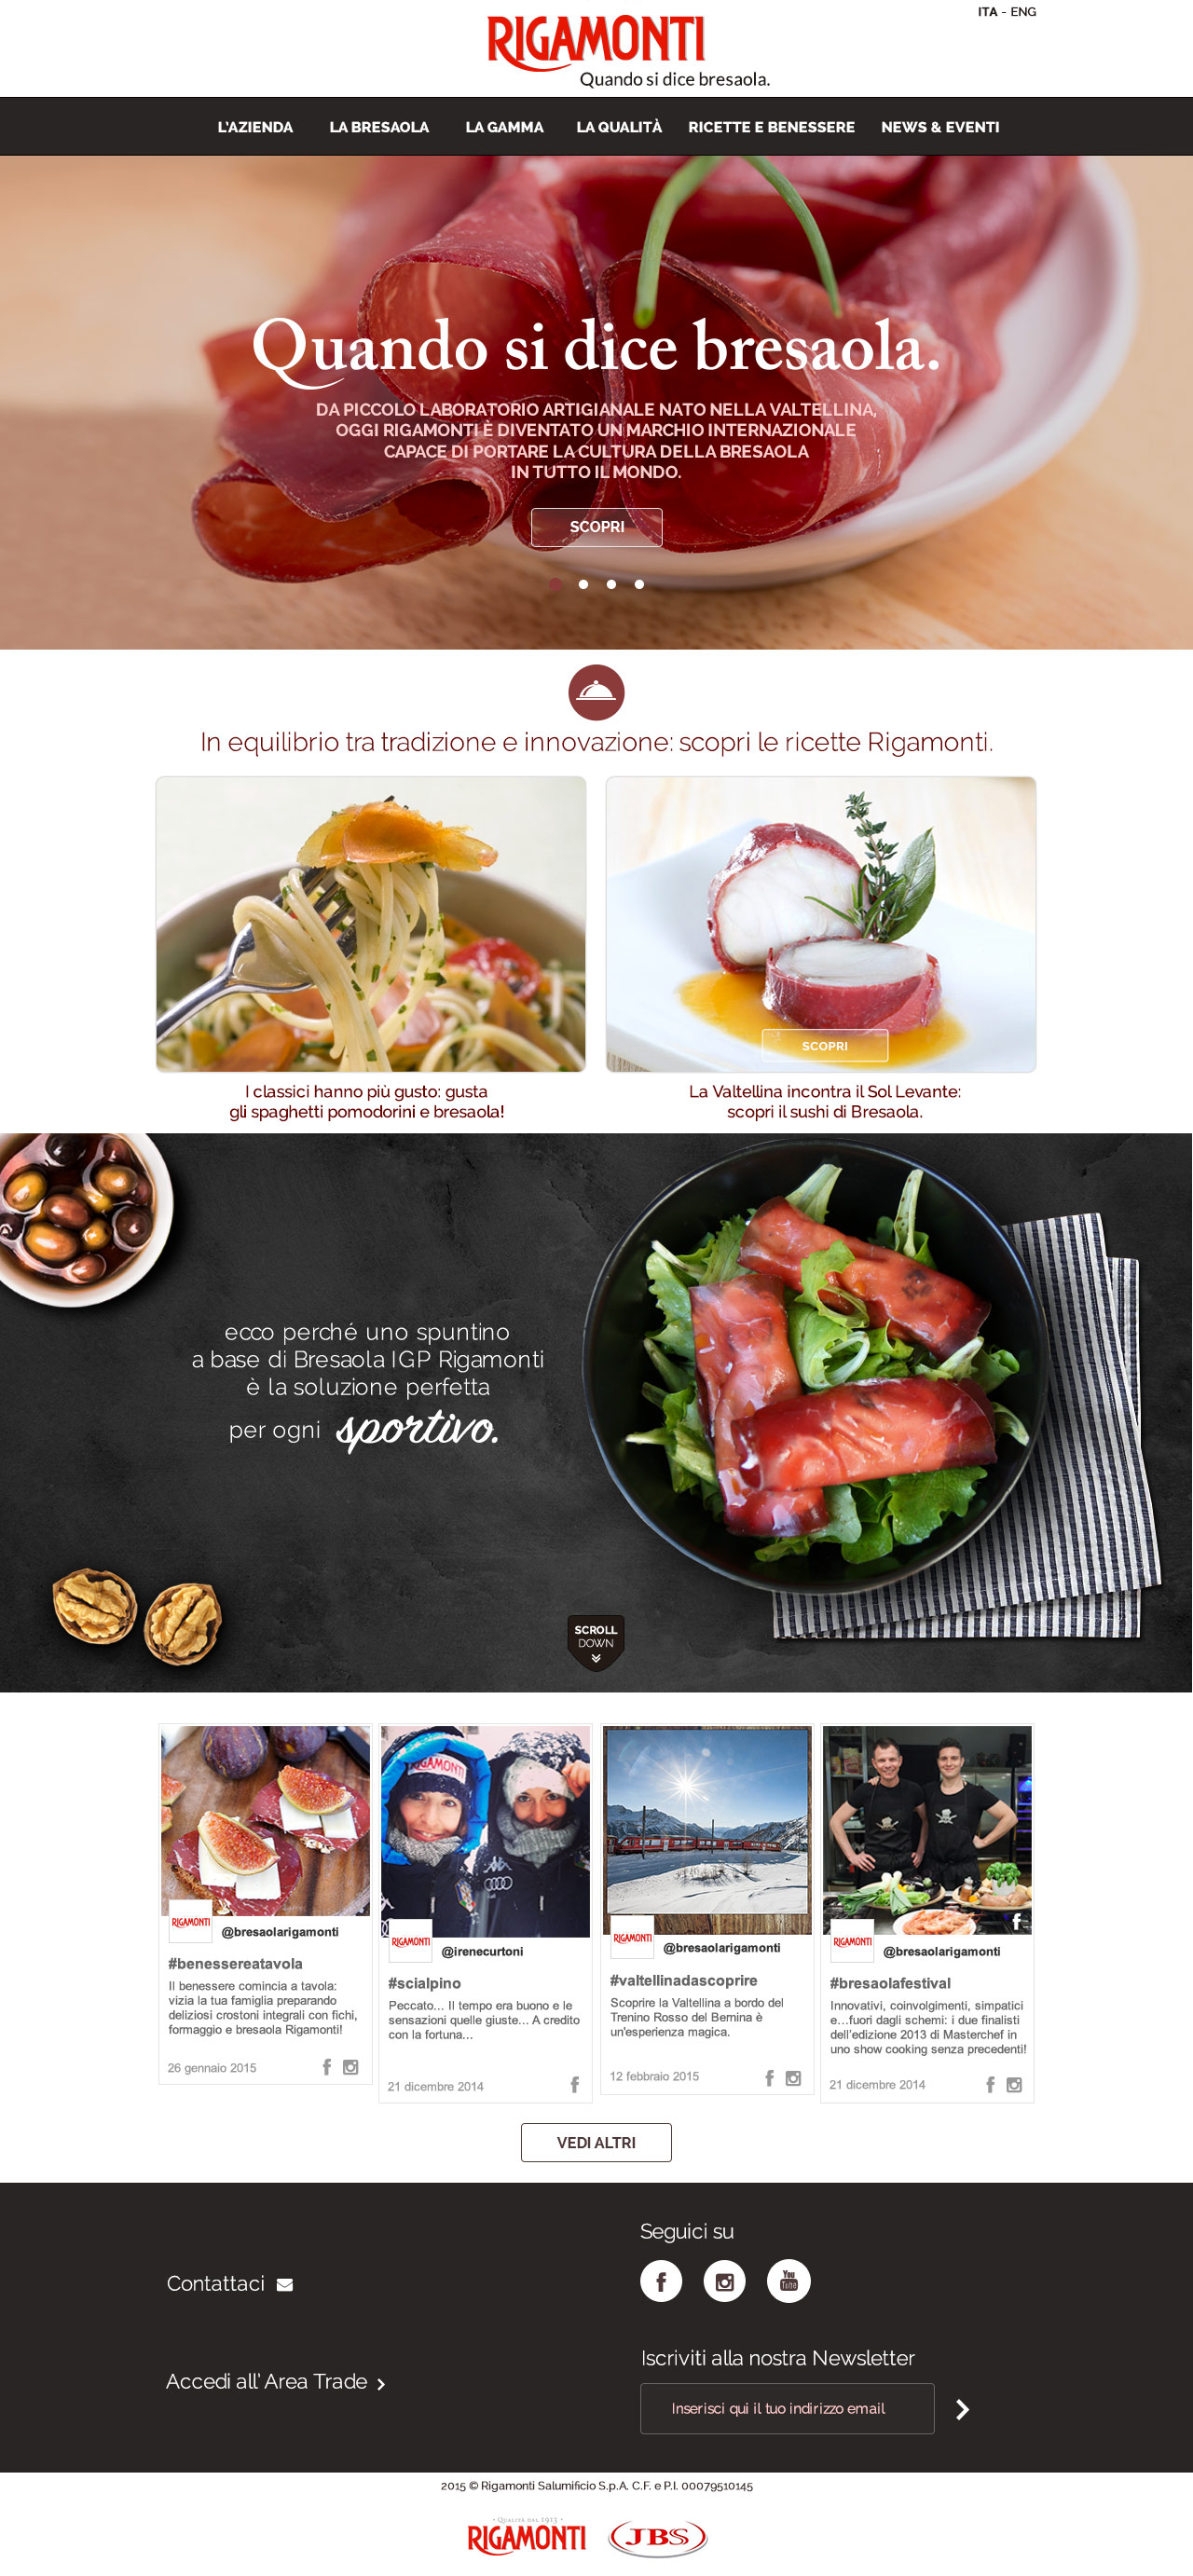 ITA - ENG
RIGAMONTI
Quando si dice bresaola.
L'AZIENDA LA BRESAOLA LA GAMMA LA QUALITÀ RICETTE E BENESSERE NEWS & EVENTI
Quando si dice bresaola.
DA PICCOLO LABORATORIO ARTIGIANALE NATO NELLA VALTELLINA,
OGGI RIGAMONTI È DIVENTATO UN MARCHIO INTERNAZIONALE
CAPACE DI PORTARE LA CULTURA DELLA BRESAOLA
IN TUTTO IL MONDO.
SCOPRI
In equilibrio tra tradizione e innovazione: scopri le ricette Rigamonti.
SCOPRI
I classici hanno più gusto: gusta
gli spaghetti pomodorini e bresaola!
La Valtellina incontra il Sol Levante:
scopri il sushi di Bresaola.
ecco perché uno spuntino
a base di Bresaola IGP Rigamonti
è la soluzione perfetta
per ogni sportivo.
SCROLL
DOWN
RIGAMONTI
@bresaolarigamonti
#benessereatavola
Il benessere comincia a tavola:
vizia la tua famiglia preparando
deliziosi crostoni integrali con fichi,
formaggio e bresaola Rigamonti!
26 gennaio 2015
RIGAMONTI
RIGAMONTI
@irenecurtoni
#scialpino
Peccato... Il tempo era buono e le
sensazioni quelle giuste... A credito
con la fortuna...
21 dicembre 2014
RIGAMONTI
@bresaolarigamonti
#valtellinadascoprire
Scoprire la Valtellina a bordo del
Trenino Rosso del Bernina è
un'esperienza magica.
12 febbraio 2015
RIGAMONTI
@bresaolarigamonti
#bresaolafestival
Innovativi, coinvolgimenti, simpatici
e...fuori dagli schemi: i due finalisti
dell'edizione 2013 di Masterchef in
uno show cooking senza precedenti!
21 dicembre 2014
VEDI ALTRI
Contattaci
Accedi all' Area Trade
Seguici su
You
Tube
Iscriviti alla nostra Newsletter
Inserisci qui il tuo indirizzo email
2015 © Rigamonti Salumificio S.p.A. C.F. e P.I. 00079510145
• QUALITÀ DAL 1913 •
RIGAMONTI
JBS